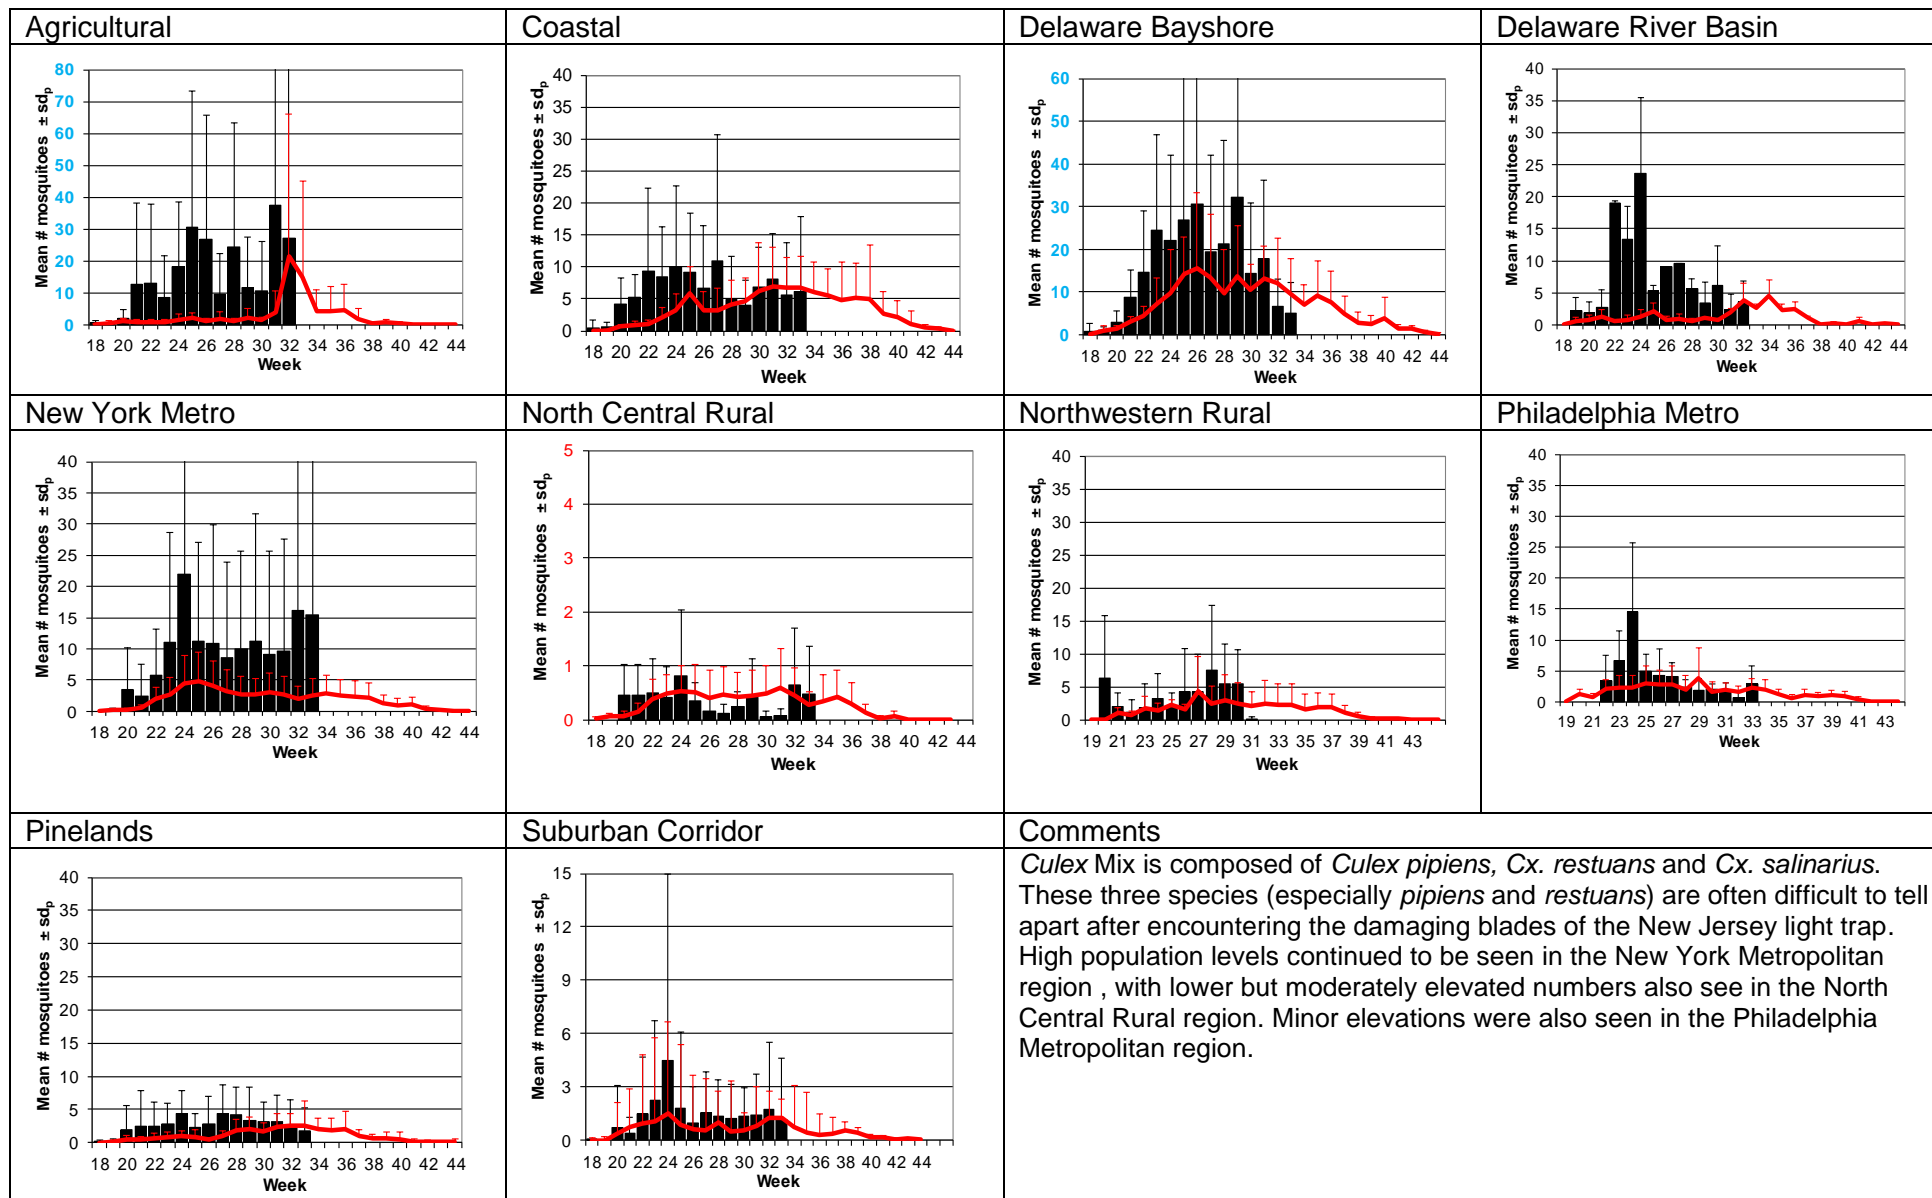 Agricultural
Mean # mosquitoes ± sdp
80
70
60
50
40
30
20
10
0
18 20 22 24 26 28 30 32 34 36 38 40 42 44
Week
Coastal
Mean # mosquitoes ± sdp
40
35
30
25
20
15
10
5
0
18 20 22 24 26 28 30 32 34 36 38 40 42 44
Week
Delaware Bayshore
Mean # mosquitoes ± sdp
60
50
40
30
20
10
0
18 20 22 24 26 28 30 32 34 36 38 40 42 44
Week
Delaware River Basin
Mean # mosquitoes ± sdp
40
35
30
25
20
15
10
5
0
18 20 22 24 26 28 30 32 34 36 38 40 42 44
Week
New York Metro
Mean # mosquitoes ± sdp
40
35
30
25
20
15
10
5
0
18 20 22 24 26 28 30 32 34 36 38 40 42 44
Week
North Central Rural
Mean # mosquitoes ± sdp
5
4
3
2
1
0
18 20 22 24 26 28 30 32 34 36 38 40 42 44
Week
Northwestern Rural
Mean # mosquitoes ± sdp
40
35
30
25
20
15
10
5
0
19 21 23 25 27 29 31 33 35 37 39 41 43
Week
Philadelphia Metro
Mean # mosquitoes ± sdp
40
35
30
25
20
15
10
5
0
19 21 23 25 27 29 31 33 35 37 39 41 43
Week
Pinelands
Mean # mosquitoes ± sdp
40
35
30
25
20
15
10
5
0
18 20 22 24 26 28 30 32 34 36 38 40 42 44
Week
Suburban Corridor
Mean # mosquitoes ± sdp
15
12
9
6
3
0
18 20 22 24 26 28 30 32 34 36 38 40 42 44
Week
Comments
Culex Mix is composed of Culex pipiens, Cx. restuans and Cx. salinarius.
These three species (especially pipiens and restuans) are often difficult to tell
apart after encountering the damaging blades of the New Jersey light trap.
High population levels continued to be seen in the New York Metropolitan
region , with lower but moderately elevated numbers also see in the North
Central Rural region. Minor elevations were also seen in the Philadelphia
Metropolitan region.